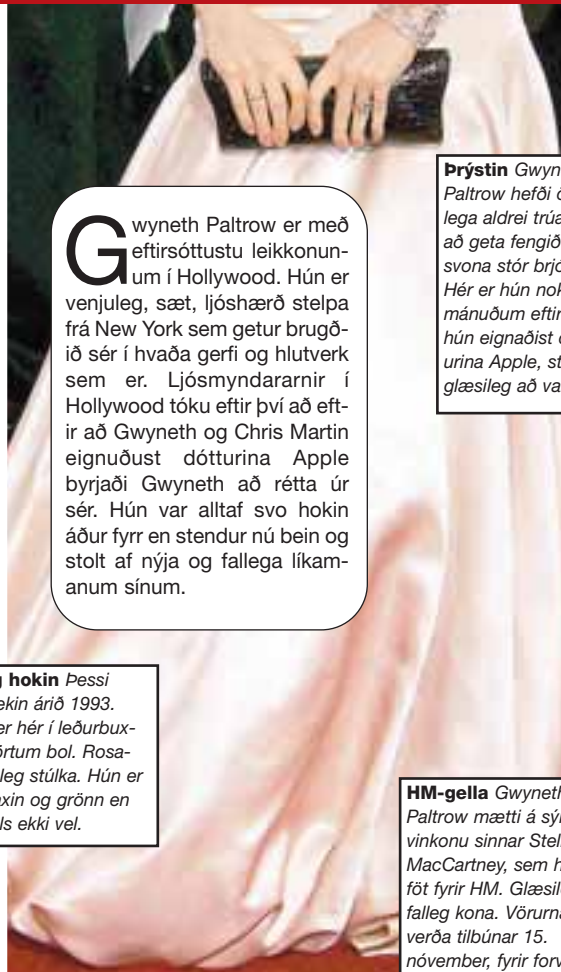 Gwyneth Paltrow er með
eftirsóttustu leikkonun-
um í Hollywood. Hún er
venjuleg, sæt, ljóshærð stelpa
frá New York sem getur brugð-
ið sér í hvaða gerfi og hlutverk
sem er. Ljósmyndararnir í
Hollywood tóku eftir því að eft-
ir að Gwyneth og Chris Martin
eignuðust dótturina Apple
byrjaði Gwyneth að rétta úr
sér. Hún var alltaf svo hokin
áður fyrr en stendur nú bein og
stolt af nýja og fallega líkam-
anum sínum.
Þrýstin Gwyn
Paltrow hefði
lega aldrei trúa
að geta fengið
svona stór brjó
Hér er hún nok
mánuðum eftir
hún eignaðist
urina Apple, st
glæsileg að va
hokin Þessi
ekin árið 1993.
er hér í leðurbux-
örtum bol. Rosa-
leg stúlka. Hún er
axin og grönn en
ls ekki vel.
HM-gella Gwyneth
Paltrow mætti á sý
vinkonu sinnar Stel
MacCartney, sem h
föt fyrir HM. Glæsile
falleg kona. Vörurna
verða tilbúnar 15.
nóvember, fyrir forv